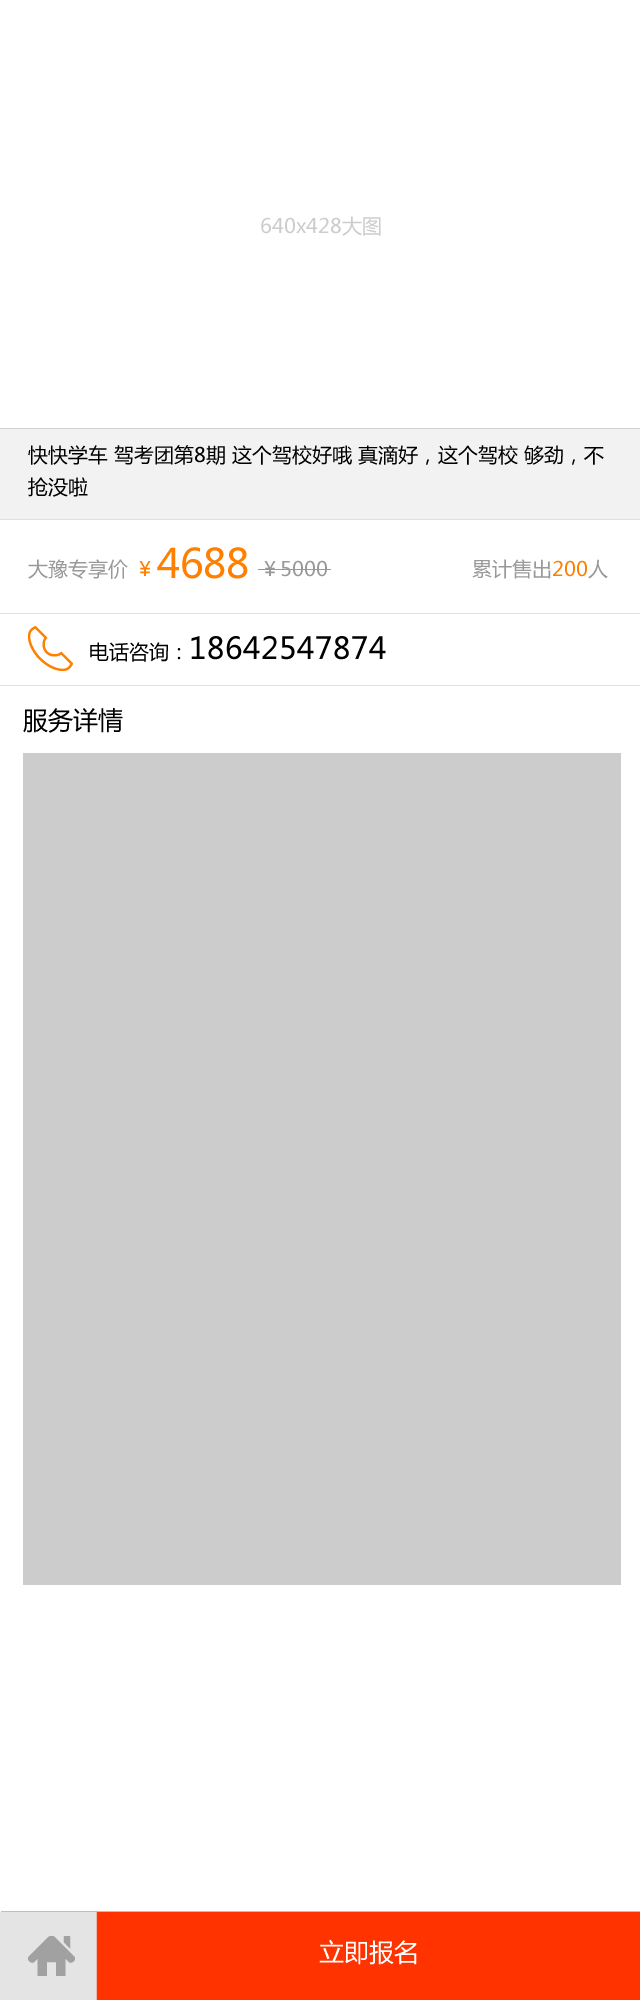 640x428大图
快快学车 驾考团第8期 这个驾校好哦 真滴好，这个驾校 够劲，不
抢没啦
大豫专享价 ¥ 4688 ¥ 5000 累计售出200人
电话咨询：18642547874
服务详情
立即报名